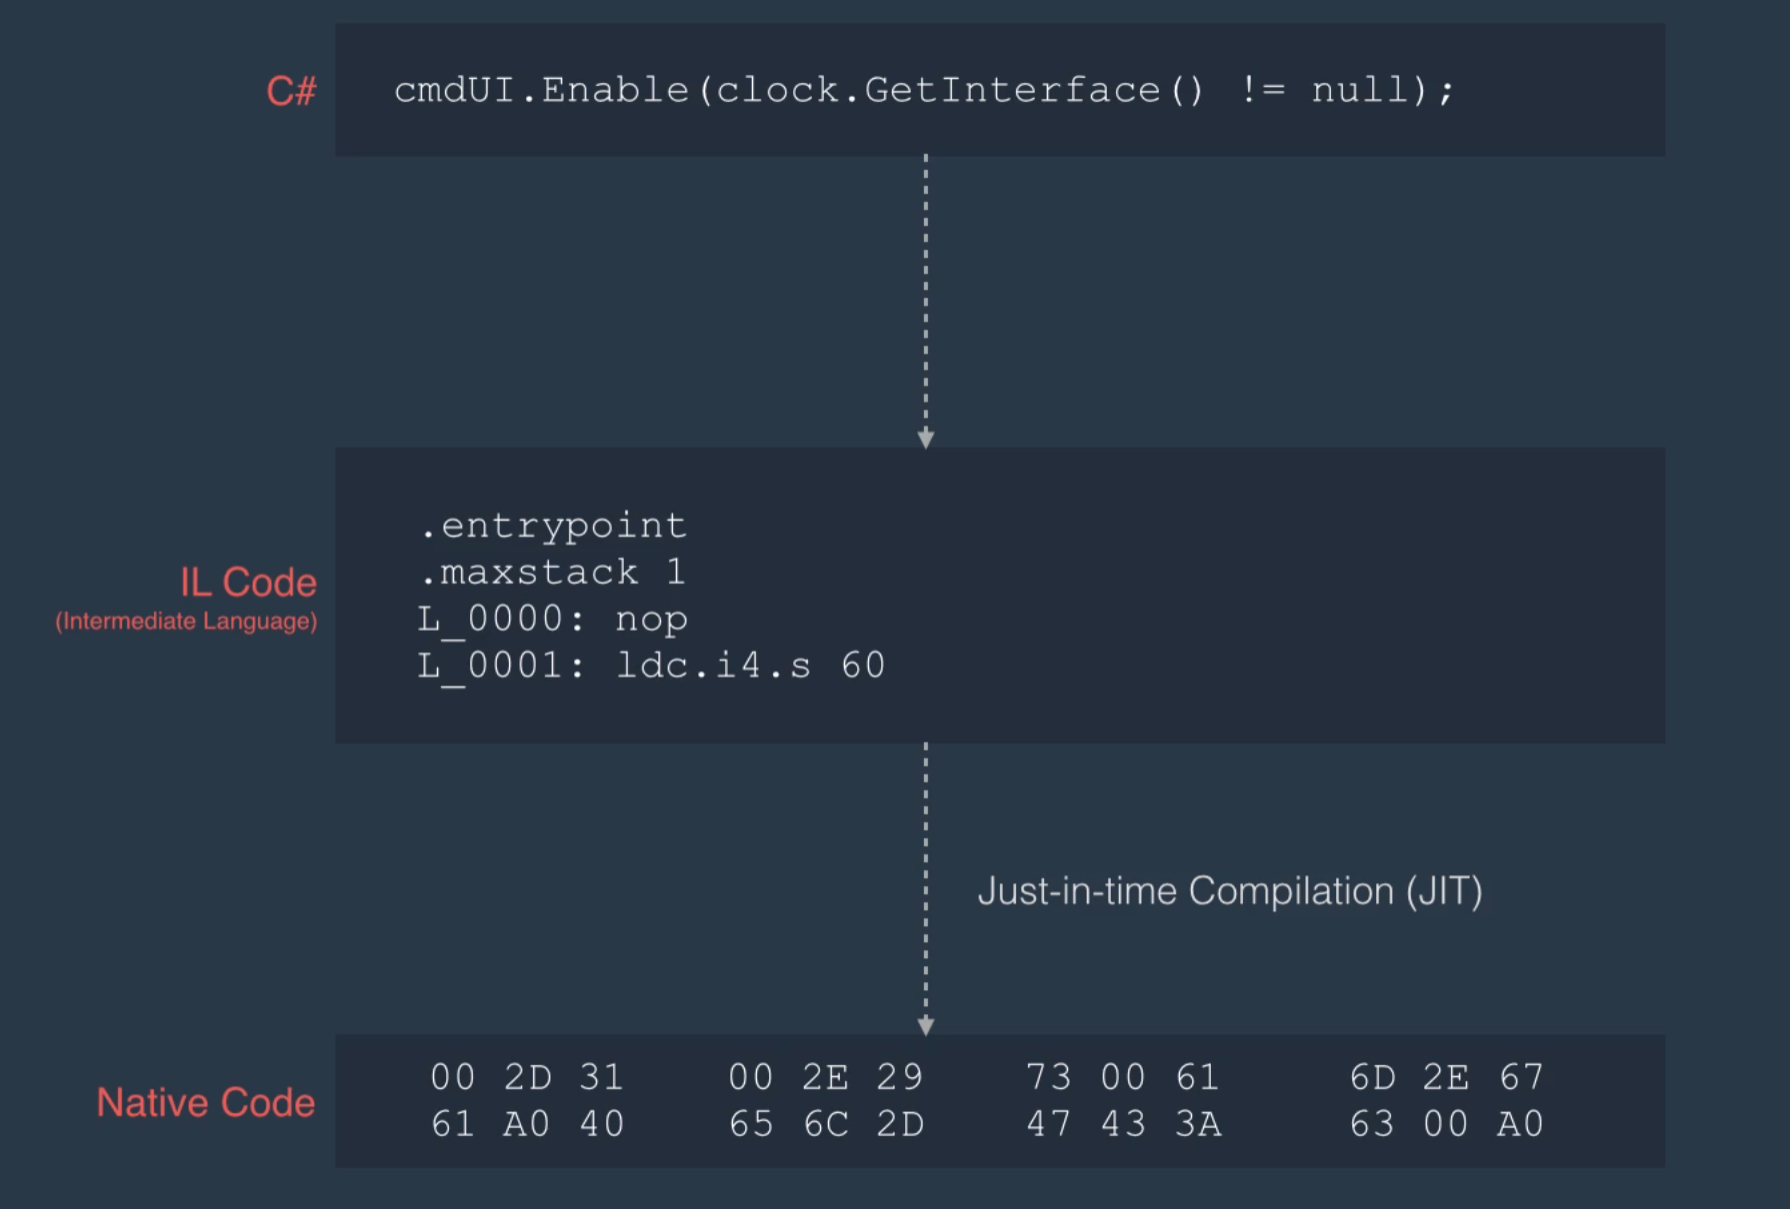 C#
cmdUI.Enable(clock.GetInterface() != null);
.entrypoint
.maxstack 1
L_0000: nop
L_0001: ldc.i4.s 60
IL Code
(Intermediate Language)
Just-in-time Compilation (JIT)
Native Code
00 2D 31 00 2E 29 73 00 61 6D 2E 67
61 A0 40 65 6C 2D 47 43 3A 63 00 A0